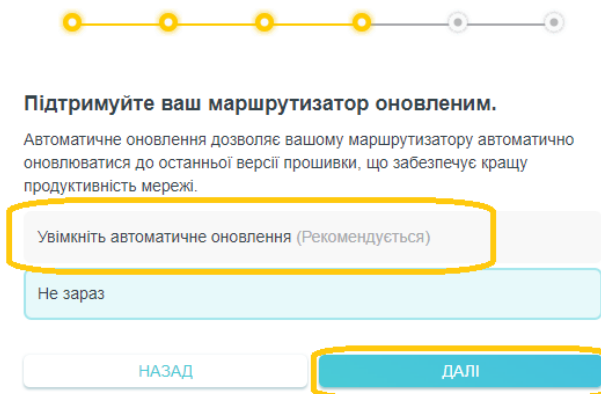 Підтримуйте ваш маршрутизатор оновленим.
Автоматичне оновлення дозволяє вашому маршрутизатору автоматично
оновлюватися до останньої версії прошивки, що забезпечує кращу
продуктивність мережі.
Увімкніть автоматичне оновлення (Рекомендується)
Не зараз
НАЗАД
ДАЛІ